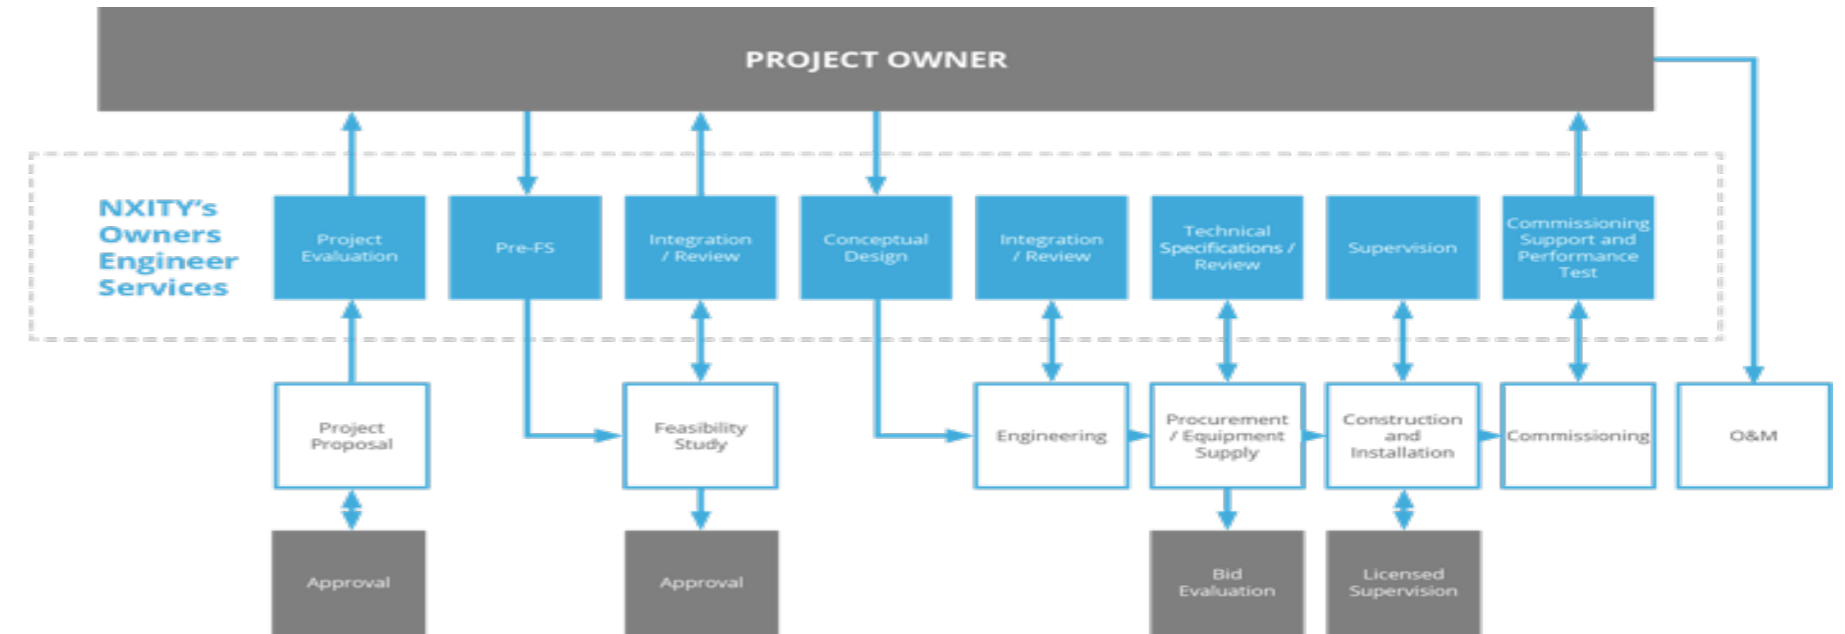 PROJECT OWNER
NXITY's
Owners
Engineer
Services
Project
Evaluation
Pre-FS
Integration
/ Review
Conceptual
Design
Integration
/ Review
Technical
Specifications /
Review
Supervision
Commissioning
Support and
Performance
Test
Project
Proposal
Feasibility
Study
Engineering
Procurement
/ Equipment
Supply
Construction
and
Installation
Commissioning
O&M
Approval
Approval
Bid
Evaluation
Licensed
Supervision